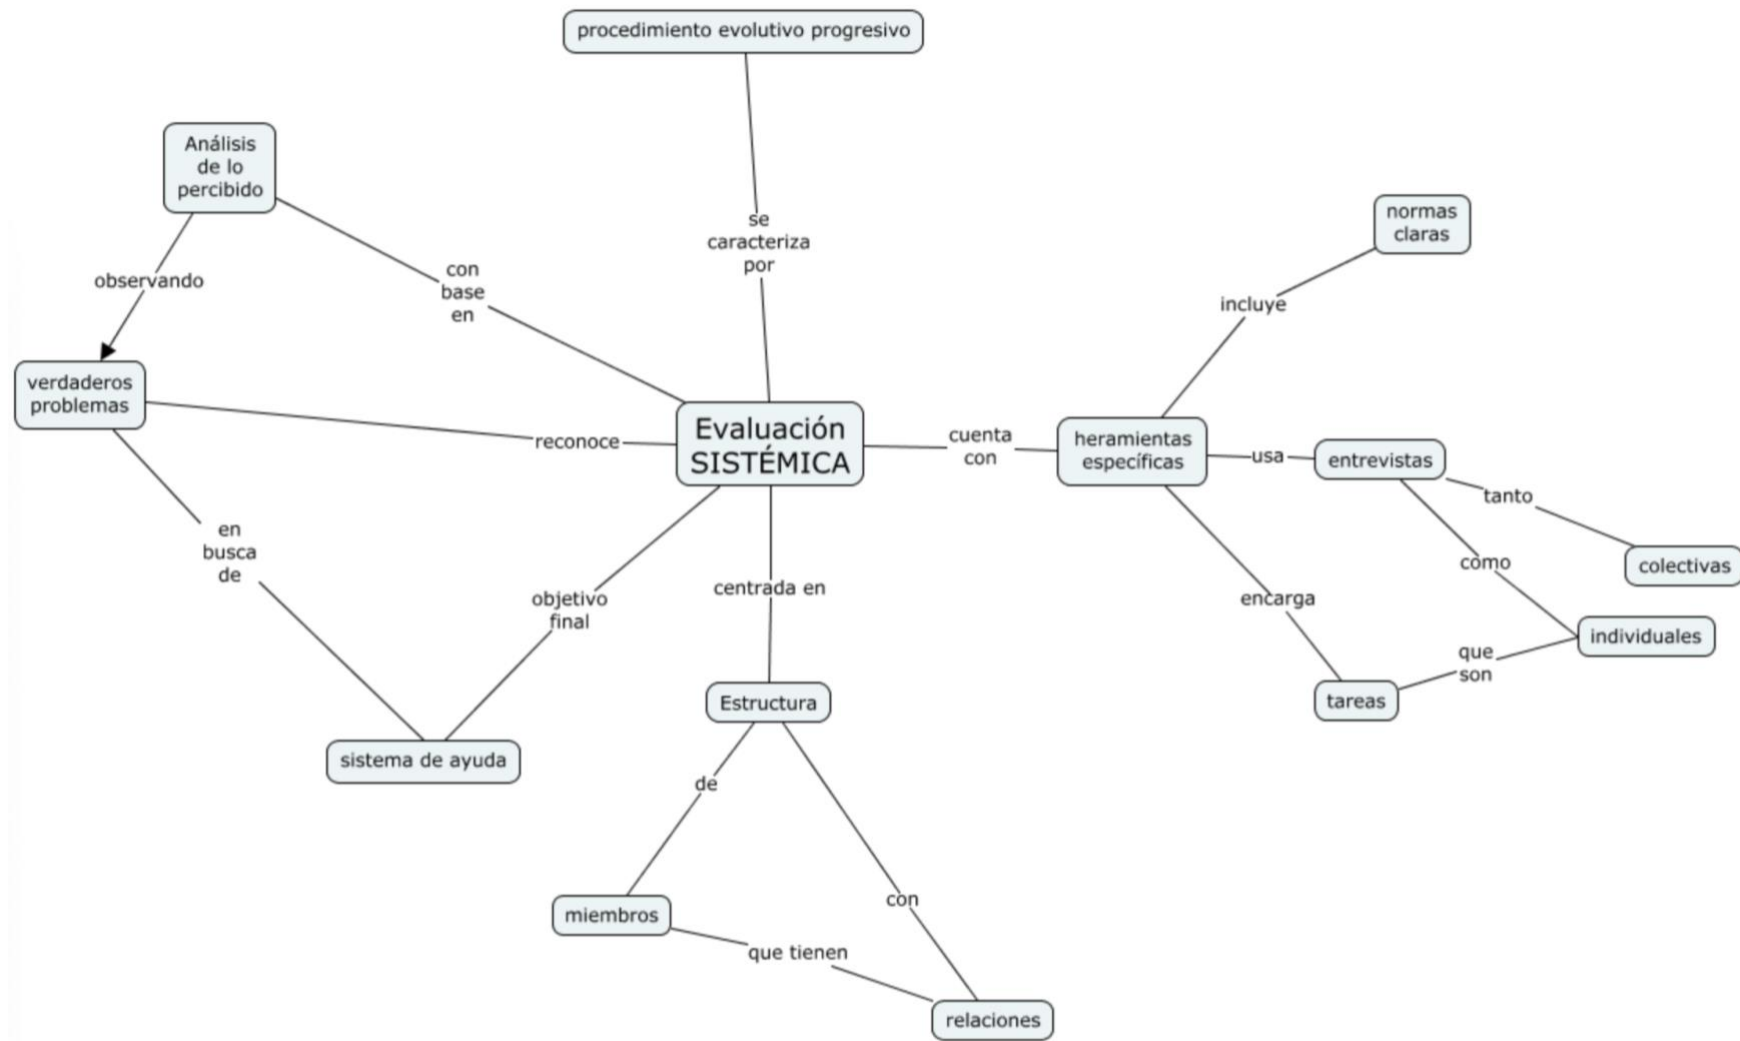 procedimiento evolutivo progresivo
Análisis
de lo
percibido
se
caracteriza
por
normas
claras
observando
con
base
en
incluye
verdaderos
problemas
reconoce
Evaluación
SISTÉMICA
cuenta
con
heramientas
específicas
usa
entrevistas
tanto
colectivas
como
individuales
encarga
que
son
tareas
en
busca
de
objetivo
final
centrada en
Estructura
sistema de ayuda
de
miembros
con
que tienen
relaciones